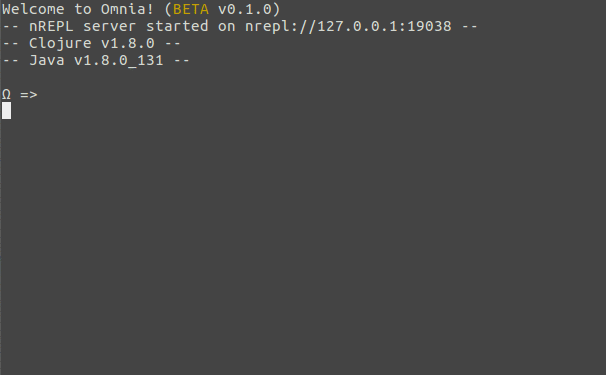 Welcome to Omnia! (BETA v0.1.0)
-- nREPL server started on nrepl://127.0.0.1:19038 --
-- Clojure v1.8.0 --
-- Java v1.8.0_131 --
Ω =>